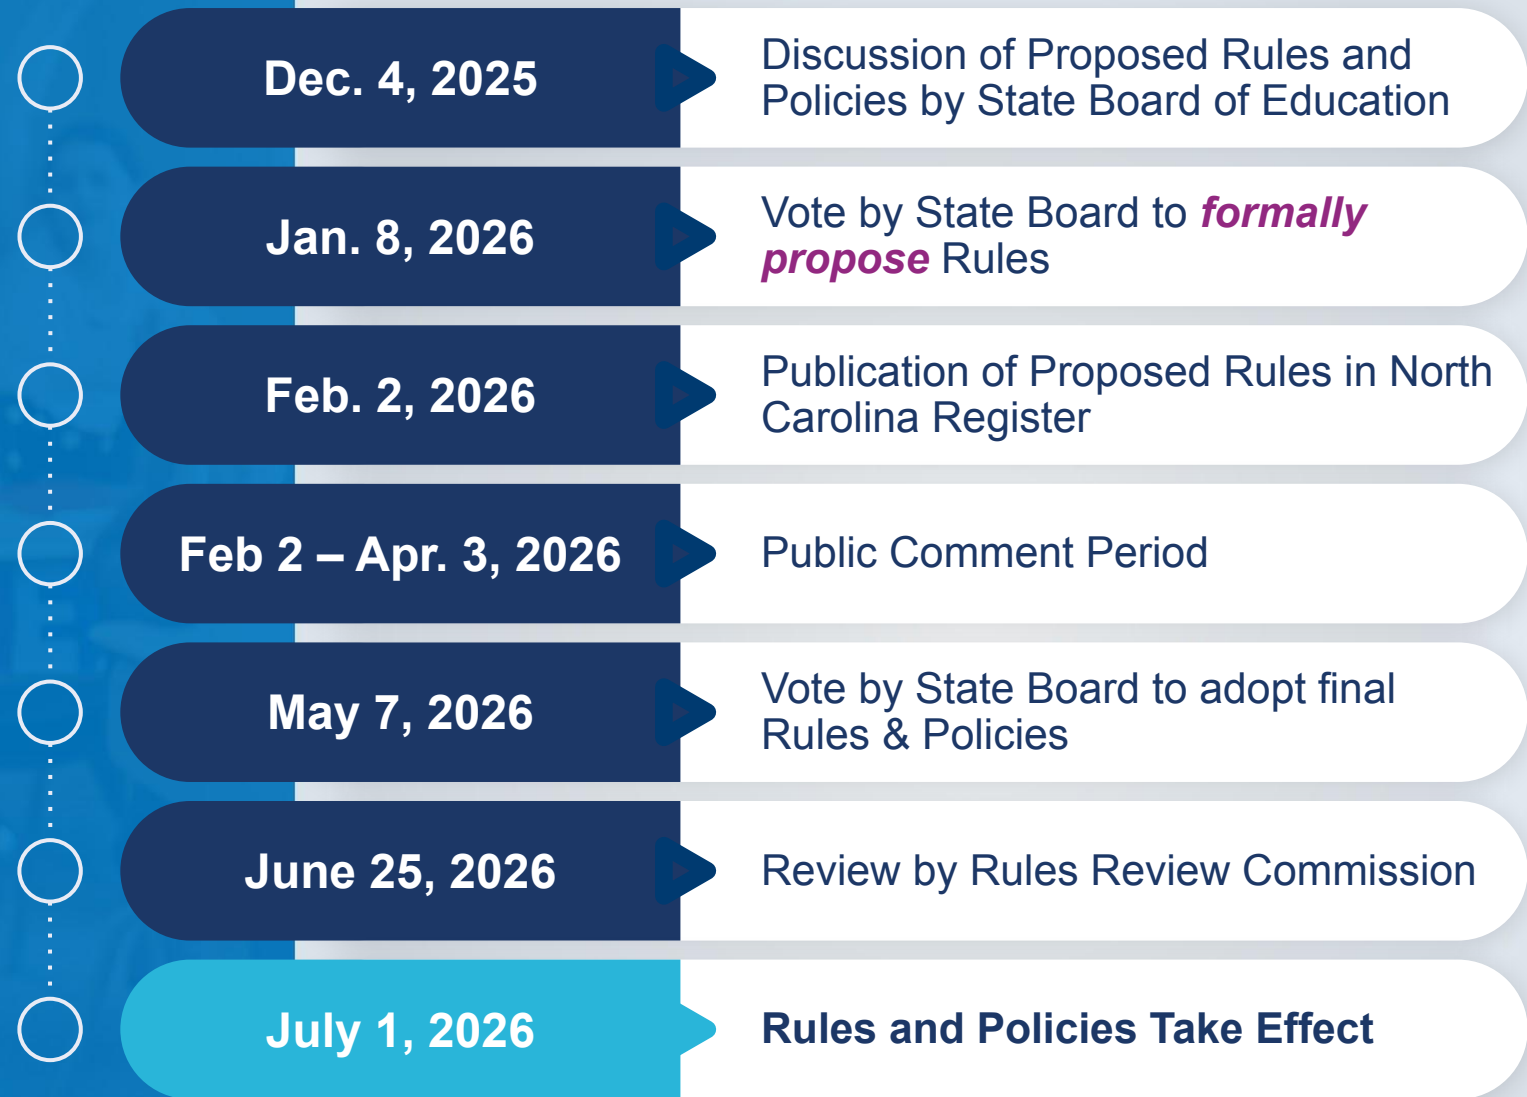 Dec. 4, 2025
Discussion of Proposed Rules and
Policies by State Board of Education
Jan. 8, 2026
Vote by State Board to formally
propose Rules
Feb. 2, 2026
Publication of Proposed Rules in North
Carolina Register
Feb 2 – Apr. 3, 2026
Public Comment Period
May 7, 2026
Vote by State Board to adopt final
Rules & Policies
June 25, 2026
Review by Rules Review Commission
July 1, 2026
Rules and Policies Take Effect